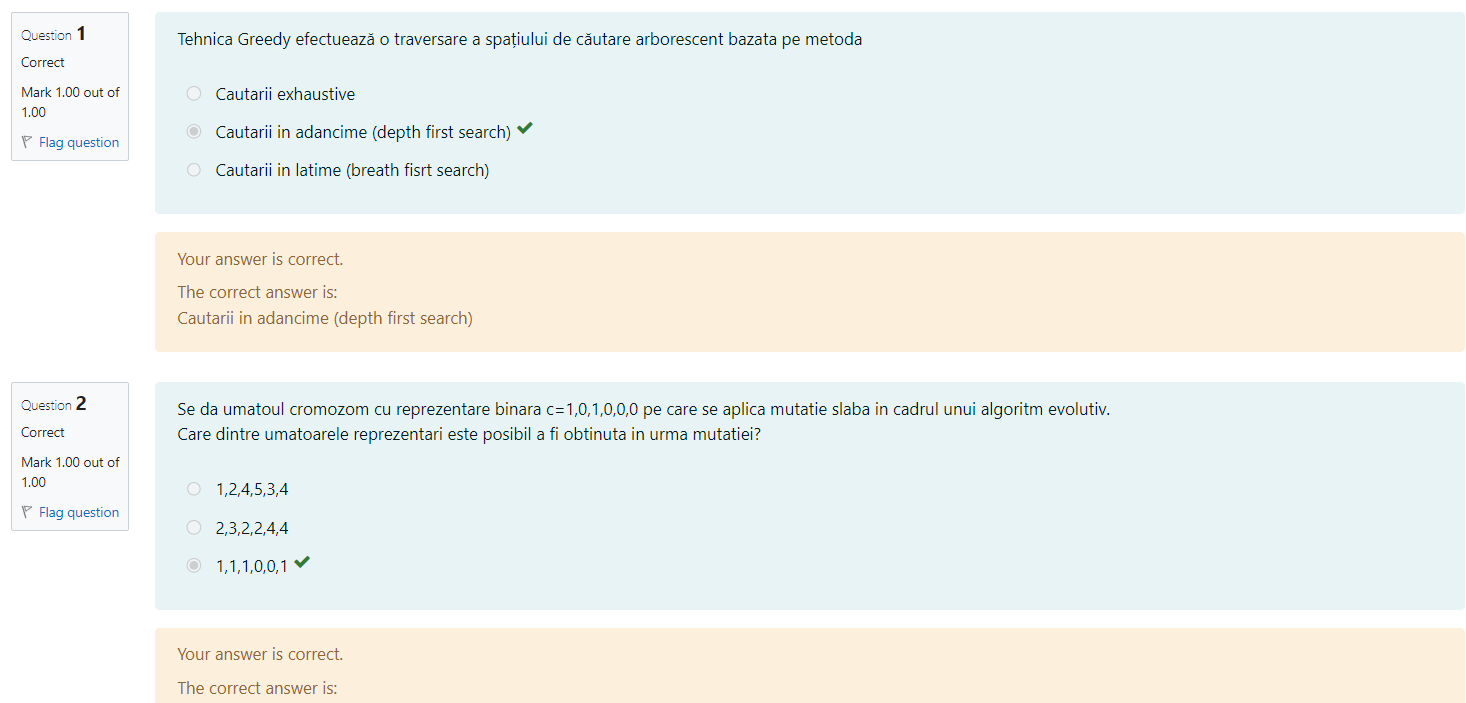 Question 1
Correct
Mark 1.00 out of
1.00
Flag question
Tehnica Greedy efectuează o traversare a spațiului de căutare arborescent bazata pe metoda
Cautarii exhaustive
Cautarii in adancime (depth first search)
Cautarii in latime (breath fisrt search)
Your answer is correct.
The correct answer is:
Cautarii in adancime (depth first search)
Question 2
Correct
Mark 1.00 out of
1.00
Flag question
Se da umatoul cromozom cu reprezentare binara c=1,0,1,0,0,0 pe care se aplica mutatie slaba in cadrul unui algoritm evolutiv.
Care dintre umatoarele reprezentari este posibil a fi obtinuta in urma mutatiei?
1,2,4,5,3,4
2,3,2,2,4,4
1,1,1,0,0,1
Your answer is correct.
The correct answer is: